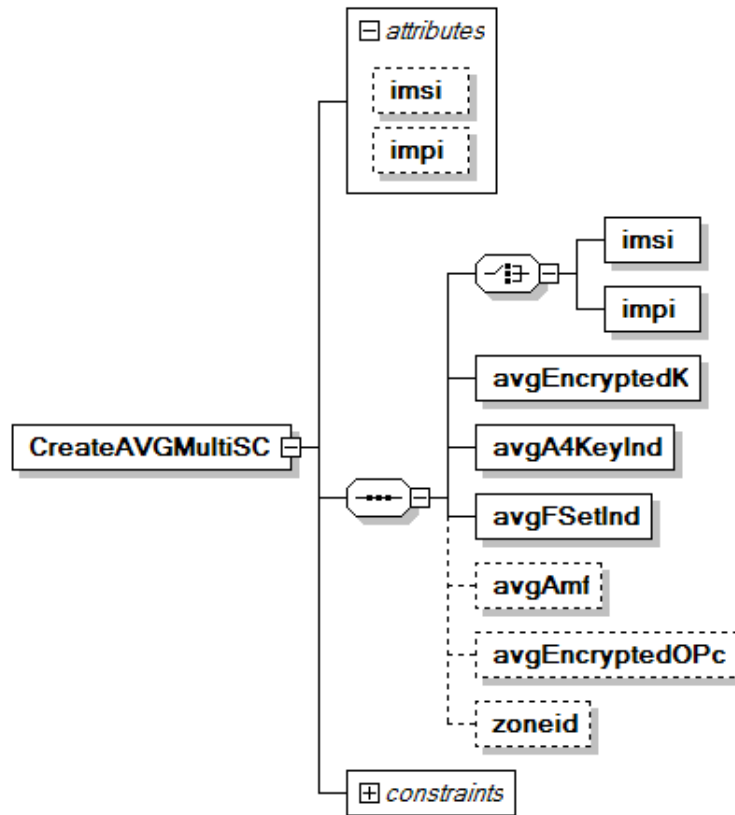 attributes
imsi
impi
imsi
impi
avgEncryptedK
CreateAVGMultiSC
avgA4KeyInd
avgFSetInd
avgAmf
avgEncryptedOPc
zoneid
constraints